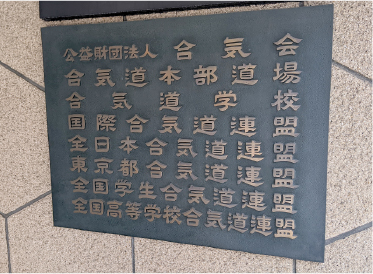 公益財団法人 合気会
合気道本部道場
合気道学校
国際合気道連盟
全日本合気道連盟
東京都合気道連盟
全国学生合気道連盟
全国高等学校合気道連盟